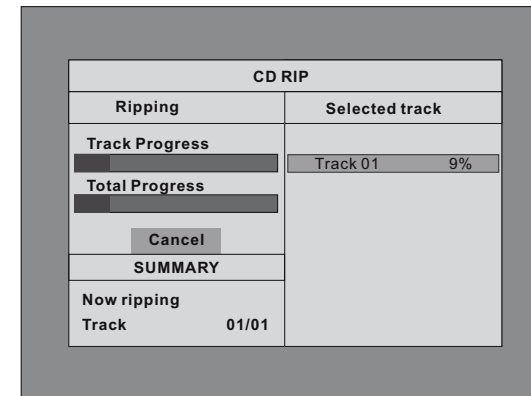 CD RIP
Ripping
Selected track
Track Progress
Track 01 9%
Total Progress
Cancel
SUMMARY
Now ripping
Track 01/01